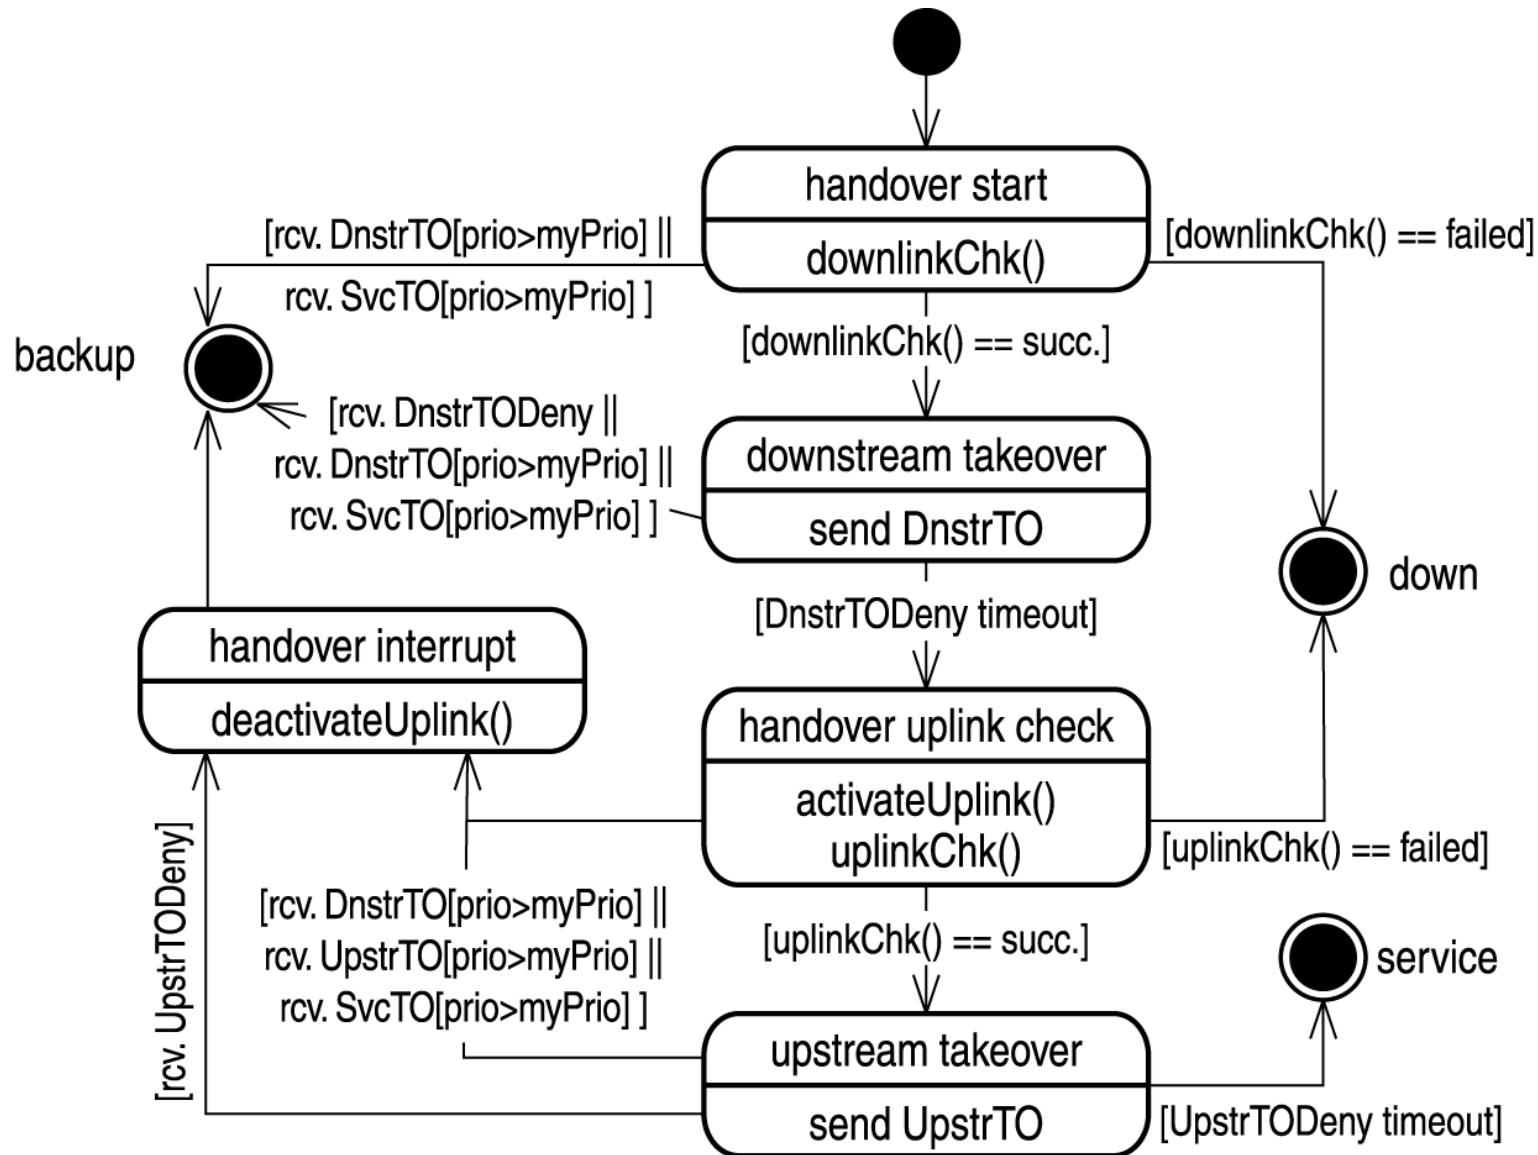 handover start
[rcv. DnstrTO[prio>myPrio] ||
[downlinkChk() == failed]
downlinkChk()
rcv. SvcTO[prio>myPrio] ]
[downlinkChk() == succ.]
backup
[rcv. DnstrTODeny ||
downstream takeover
rcv. DnstrTO[prio>myPrio] ||
rcv. SvcTO[prio>myPrio] ]
send DnstrTO
down
[DnstrTODeny timeout]
handover interrupt
deactivateUplink()
handover uplink check
activateUplink()
uplinkChk()
[uplinkChk() == failed]
[rcv. UpstrTODeny]
[rcv. DnstrTO[prio>myPrio] ||
rcv. UpstrTO[prio>myPrio] ||
rcv. SvcTO[prio>myPrio] ]
[uplinkChk() == succ.]
service
upstream takeover
send UpstrTO
[UpstrTODeny timeout]